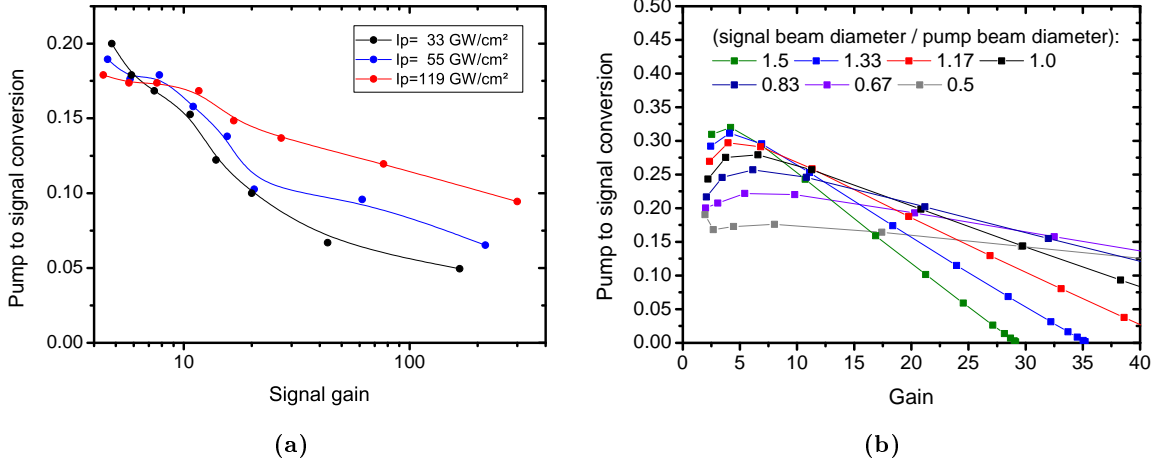 0.20
0.15
0.10
0.05
0.00
Pump to signal conversion
10
100
Signal gain
Ip= 33 GW/cm²
Ip= 55 GW/cm²
Ip=119 GW/cm²
(a)
0.50
0.45
0.40
0.35
0.30
0.25
0.20
0.15
0.10
0.05
0.00
Pump to signal conversion
(signal beam diameter / pump beam diameter):
1.5 1.33 1.17 1.0
0.83 0.67 0.5
0 5 10 15 20 25 30 35 40
Gain
(b)